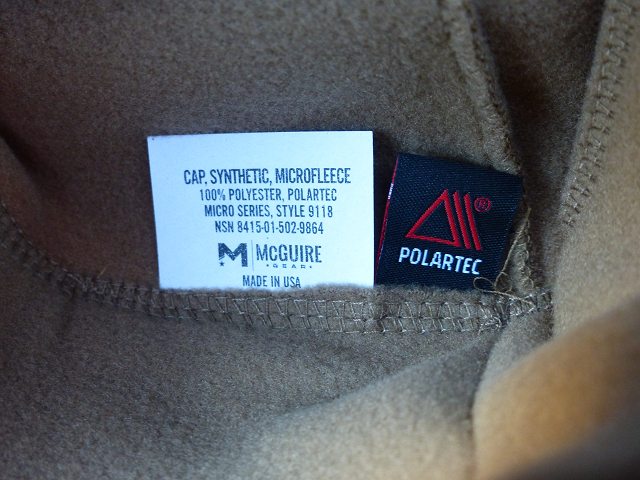 CAP, SYNTHETIC, MICROFLEECE
100% POLYESTER, POLARTEC
MICRO SERIES, STYLE 9118
NSN 8415-01-502-9864
M McGUIRE
• GEAR •
MADE IN USA
®
POLARTEC